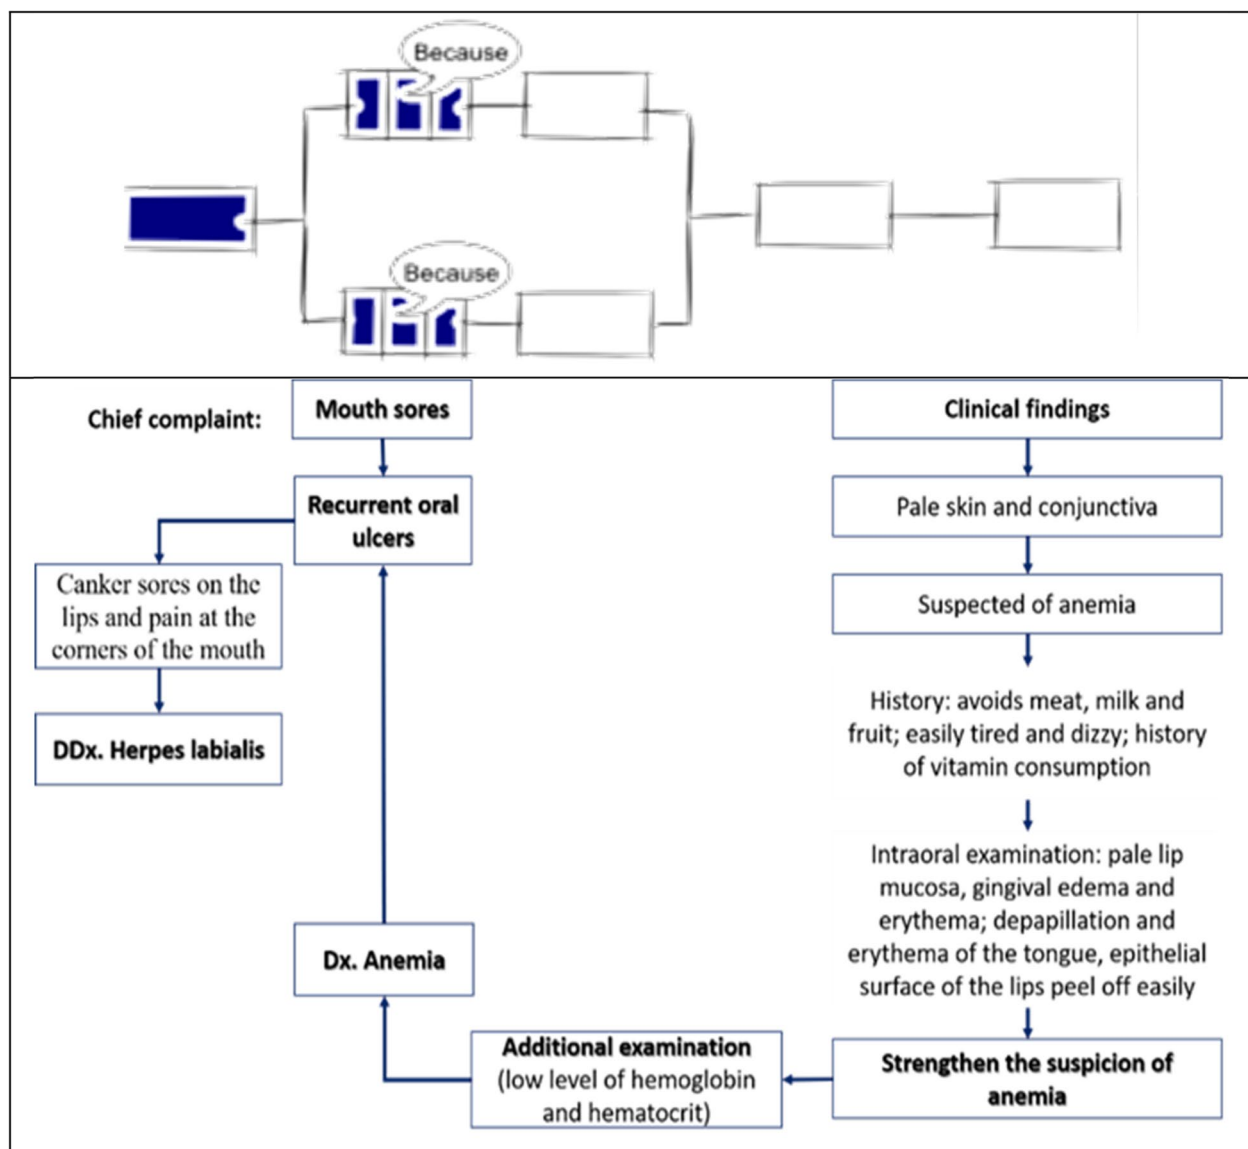 Because
Because
Chief complaint:
Mouth sores
Recurrent oral
ulcers
Canker sores on the
lips and pain at the
corners of the mouth
DDx. Herpes labialis
Dx. Anemia
Additional examination
(low level of hemoglobin
and hematocrit)
Clinical findings
Pale skin and conjunctiva
Suspected of anemia
History: avoids meat, milk and
fruit; easily tired and dizzy; history
of vitamin consumption
Intraoral examination: pale lip
mucosa, gingival edema and
erythema; depapillation and
erythema of the tongue, epithelial
surface of the lips peel off easily
Strengthen the suspicion of
anemia